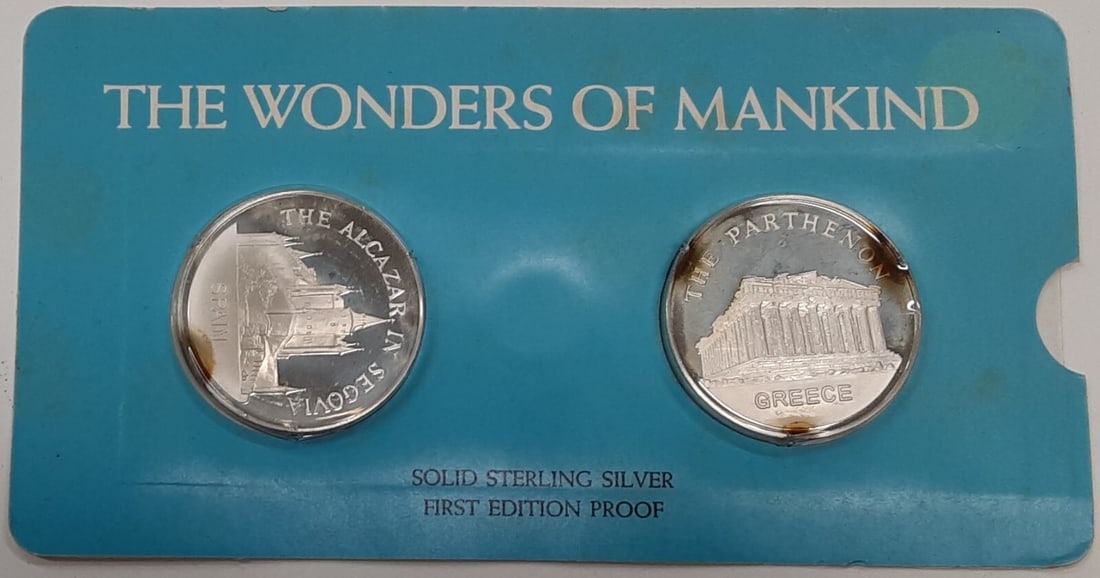 THE WONDERS OF MANKIND
THE ALCAZAR IN SEGOVIA
SPAIN
THE PARTHENON
GREECE
SOLID STERLING SILVER
FIRST EDITION PROOF